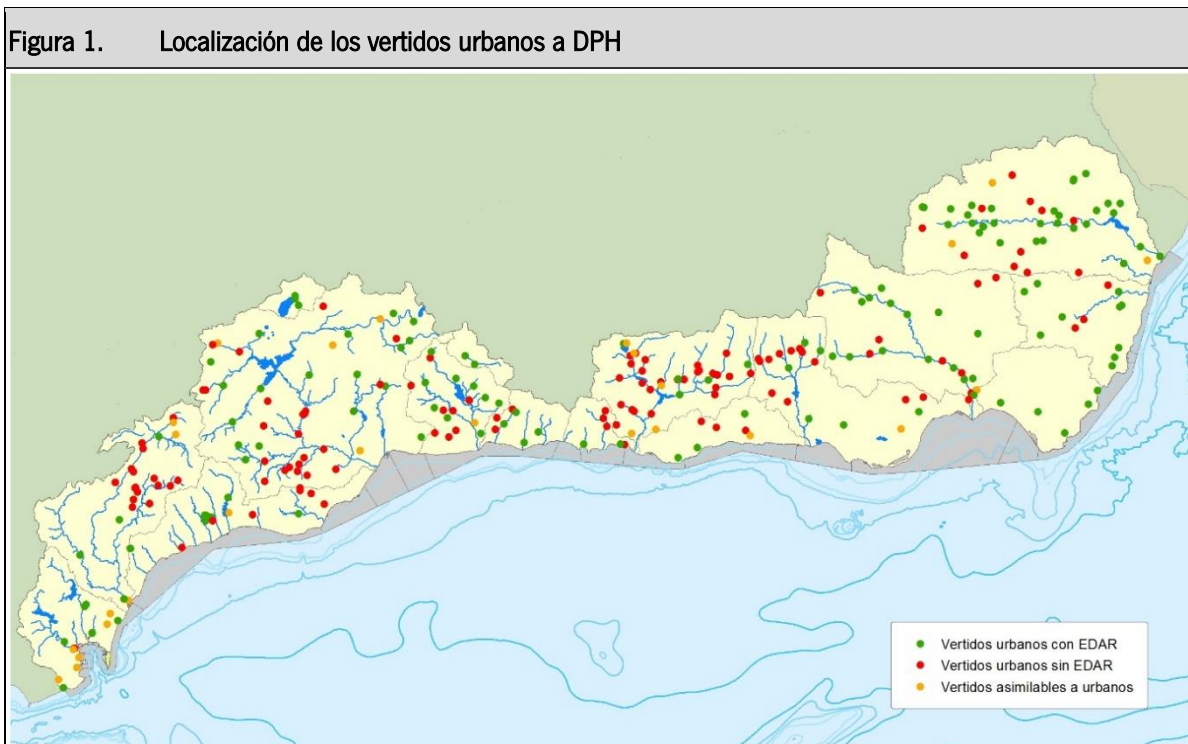 Figura 1. Localización de los vertidos urbanos a DPH
Vertidos urbanos con EDAR
Vertidos urbanos sin EDAR
Vertidos asimilables a urbanos